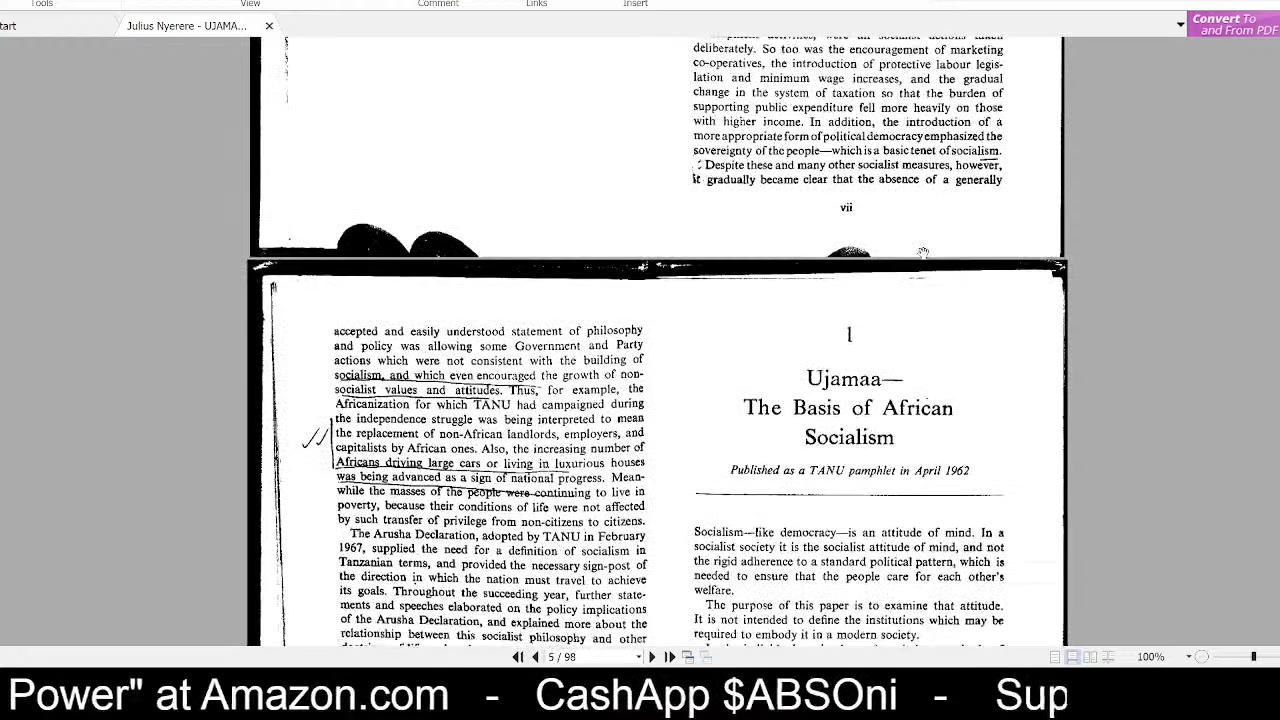 Tools View Comment Links Insert
tart Julius Nyerere - UJAMA... Convert To
and From PDF
deliberately. So too was the encouragement of marketing
co-operatives, the introduction of protective labour legis-
lation and minimum wage increases, and the gradual
change in the system of taxation so that the burden of
supporting public expenditure fell more heavily on those
with higher income. In addition, the introduction of a
more appropriate form of political democracy emphasized the
sovereignty of the people—which is a basic tenet of socialism.
Despite these and many other socialist measures, however,
it gradually became clear that the absence of a generally
vii
accepted and easily understood statement of philosophy
and policy was allowing some Government and Party
actions which were not consistent with the building of
socialism, and which even encouraged the growth of non-
socialist values and attitudes. Thus, for example, the
Africanization for which TANU had campaigned during
the independence struggle was being interpreted to mean
the replacement of non-African landlords, employers, and
capitalists by African ones. Also, the increasing number of
Africans driving large cars or living in luxurious houses
was being advanced as a sign of national progress. Mean-
while the masses of the people were continuing to live in
poverty, because their conditions of life were not affected
by such transfer of privilege from non-citizens to citizens.
The Arusha Declaration, adopted by TANU in February
1967, supplied the need for a definition of socialism in
Tanzanian terms, and provided the necessary sign-post of
the direction in which the nation must travel to achieve
its goals. Throughout the succeeding year, further state-
ments and speeches elaborated on the policy implications
of the Arusha Declaration, and explained more about the
relationship between this socialist philosophy and other
1
Ujamaa—
The Basis of African
Socialism
Published as a TANU pamphlet in April 1962
Socialism—like democracy—is an attitude of mind. In a
socialist society it is the socialist attitude of mind, and not
the rigid adherence to a standard political pattern, which is
needed to ensure that the people care for each other's
welfare.
The purpose of this paper is to examine that attitude.
It is not intended to define the institutions which may be
required to embody it in a modern society.
5 / 98 100%
Power" at Amazon.com - CashApp $ABSOni - Sup